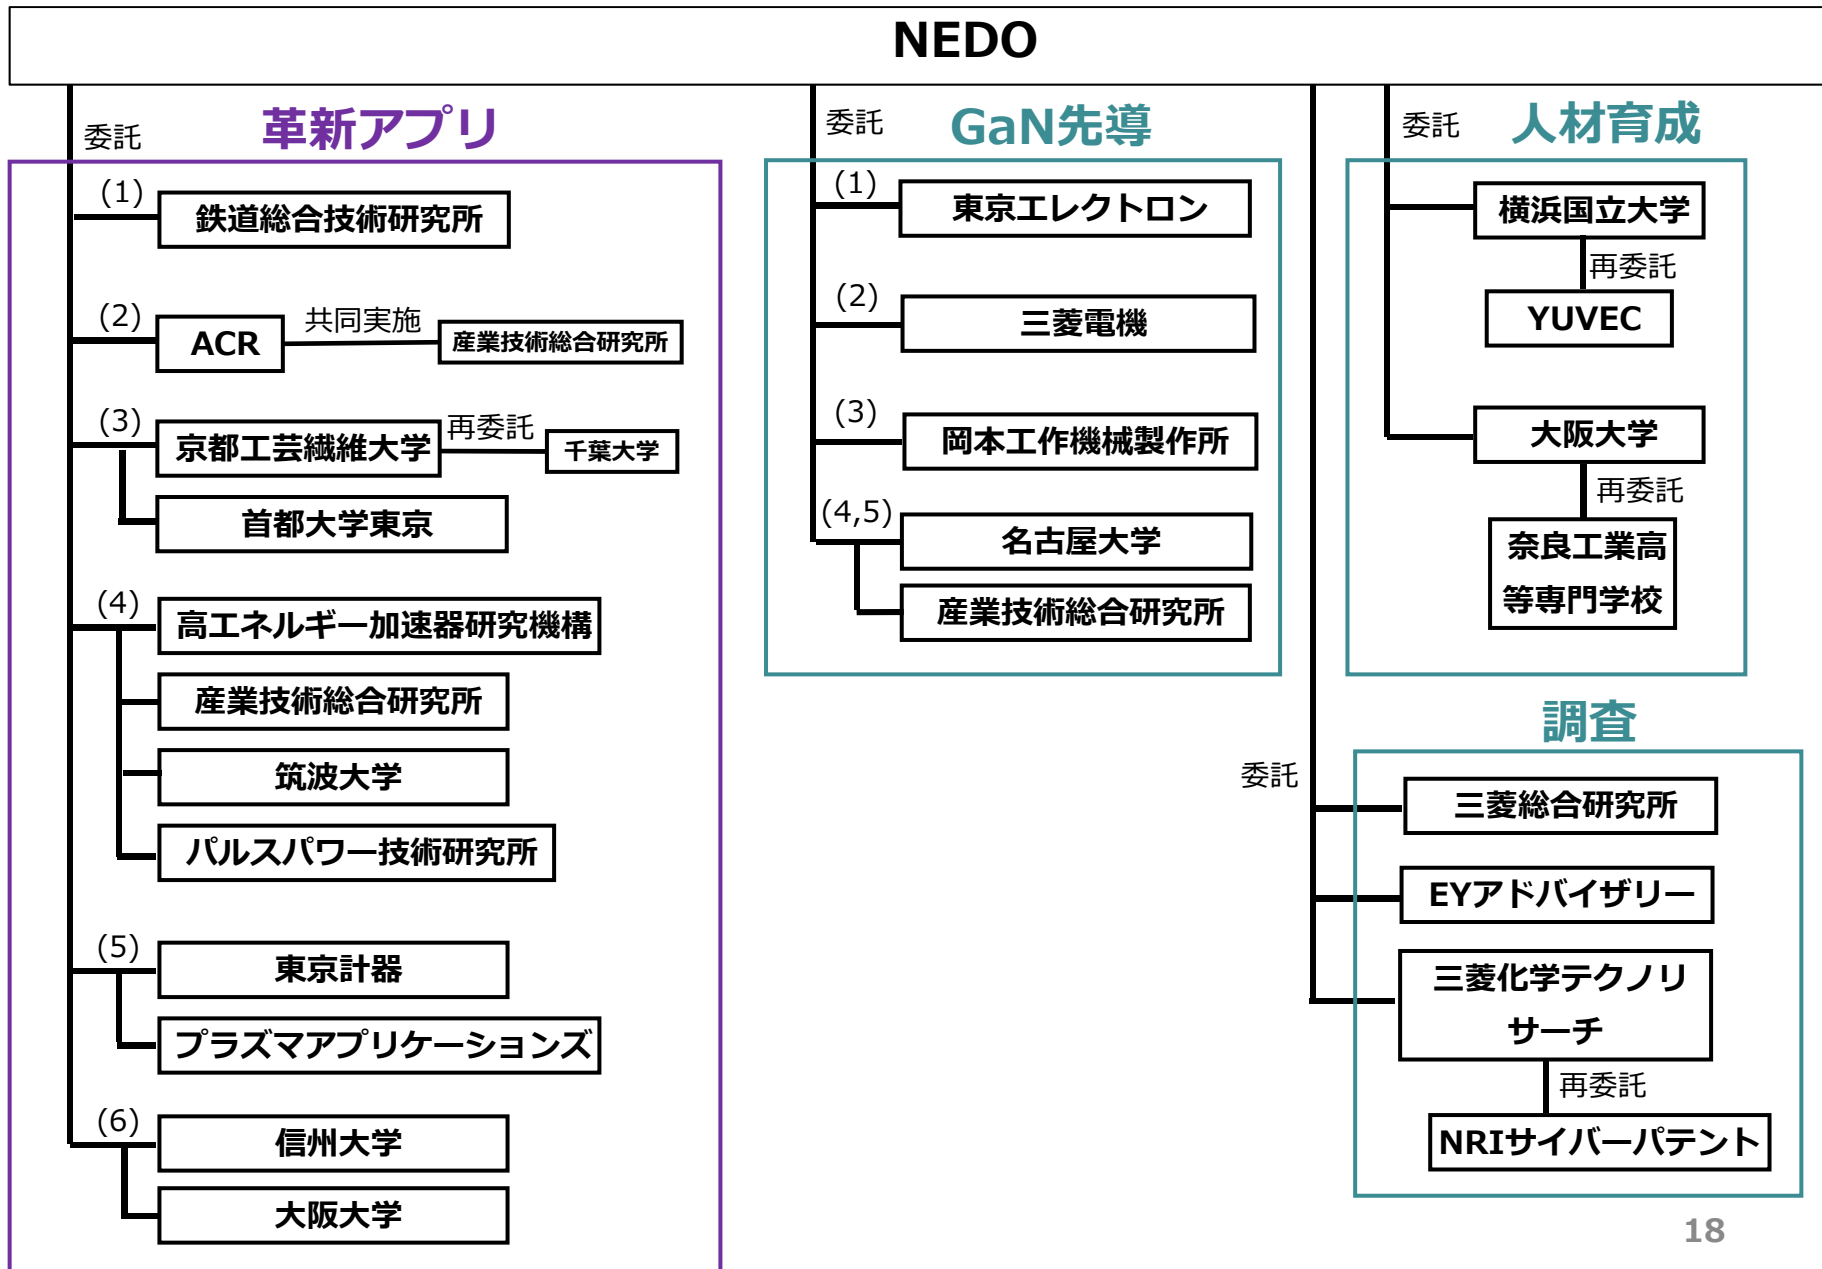 NEDO
委託
革新アプリ
(1)
鉄道総合技術研究所
(2)
ACR
共同実施
産業技術総合研究所
(3)
京都工芸繊維大学
再委託
千葉大学
首都大学東京
(4)
高エネルギー加速器研究機構
産業技術総合研究所
筑波大学
パルスパワー技術研究所
(5)
東京計器
プラズマアプリケーションズ
(6)
信州大学
大阪大学
委託
GaN先導
(1)
東京エレクトロン
(2)
三菱電機
(3)
岡本工作機械製作所
(4,5)
名古屋大学
産業技術総合研究所
委託
人材育成
横浜国立大学
再委託
YUVEC
大阪大学
再委託
奈良工業高
等専門学校
調査
委託
三菱総合研究所
EYアドバイザリー
三菱化学テクノリ
サーチ
再委託
NRIサイバーパテント
18